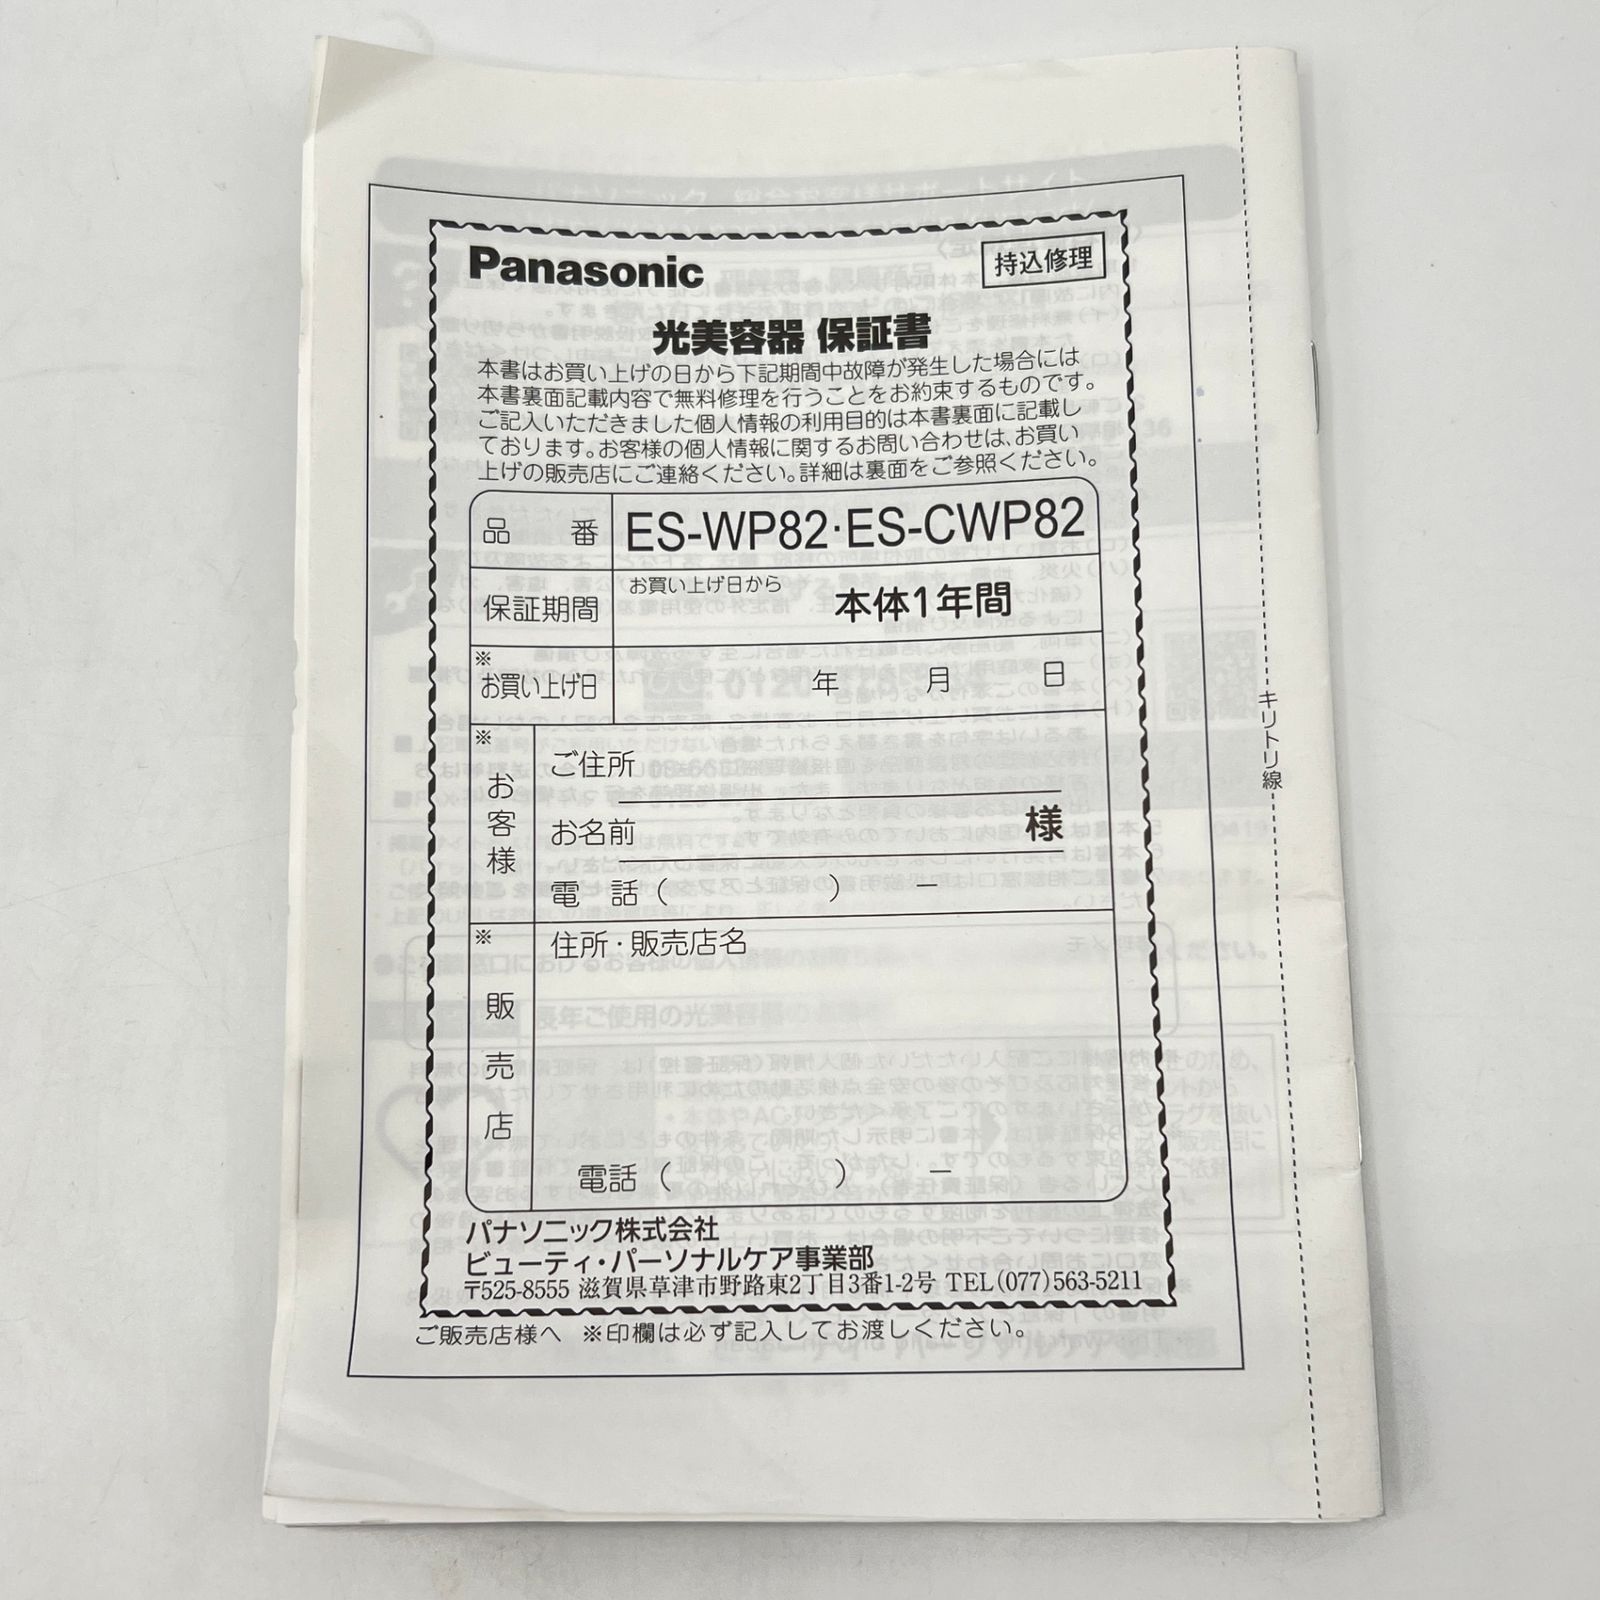 Panasonic
持込修理
光美容器 保証書
本書はお買い上げの日から下記期間中故障が発生した場合には
本書裏面記載内容で無料修理を行うことをお約束するものです。
ご記入いただきました個人情報の利用目的は本書裏面に記載し
ております。お客様の個人情報に関するお問い合わせは、お買い
上げの販売店にご連絡ください。詳細は裏面をご参照ください。
品 番 ES-WP82・ES-CWP82
保証期間 お買い上げ日から 本体1年間
※お買い上げ日 年 月 日
※お客様
ご住所
お名前 様
電 話 ( ) ―
※販売店
住所・販売店名
電話 ( ) ―
パナソニック株式会社
ビューティ・パーソナルケア事業部
〒525-8555 滋賀県草津市野路東2丁目3番1-2号 TEL(077)563-5211
ご販売店様へ ※印欄は必ず記入してお渡しください。
キリトリ線